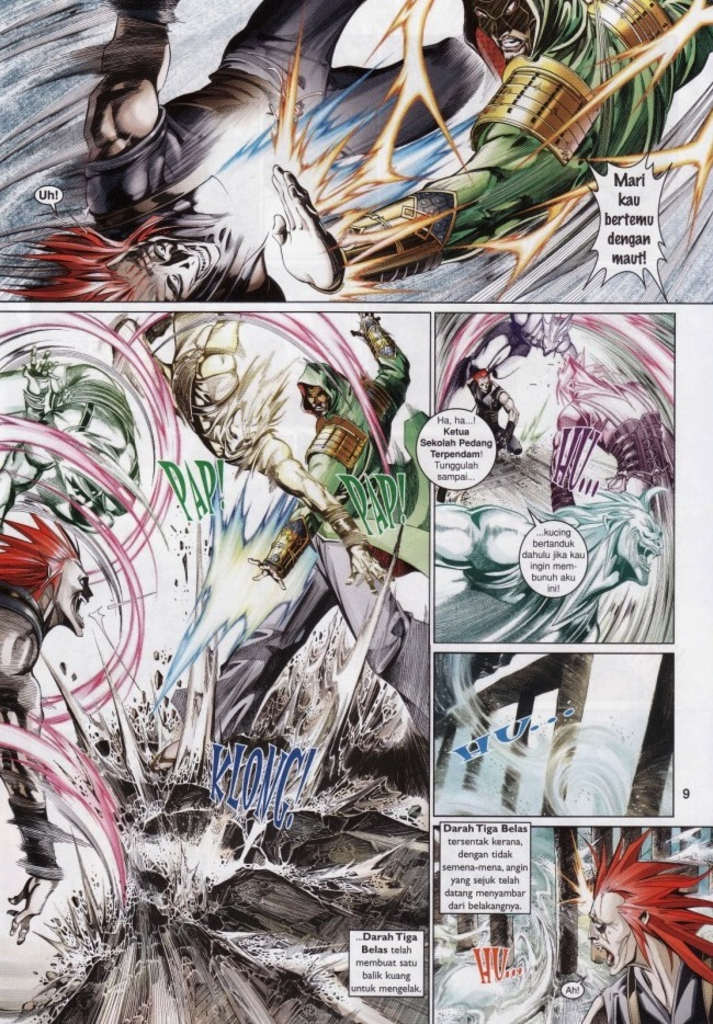 Uh!
Mari
kau
bertemu
dengan
maut!
PAP!
P-AP!
KLONG!
...Darah Tiga
Belas telah
membuat satu
balik kuang
untuk mengelak.
Ha, ha...!
Ketua
Sekolah Pedang
Terpendam!
Tunggulah
sampai...
HU...
...kucing
bertanduk
dahulu jika kau
ingin mem-
bunuh aku
ini!
HU...
9
Darah Tiga Belas
tersentak kerana,
dengan tidak
semena-mena, angin
yang sejuk telah
datang menyambar
dari belakangnya.
HU...
Ah!